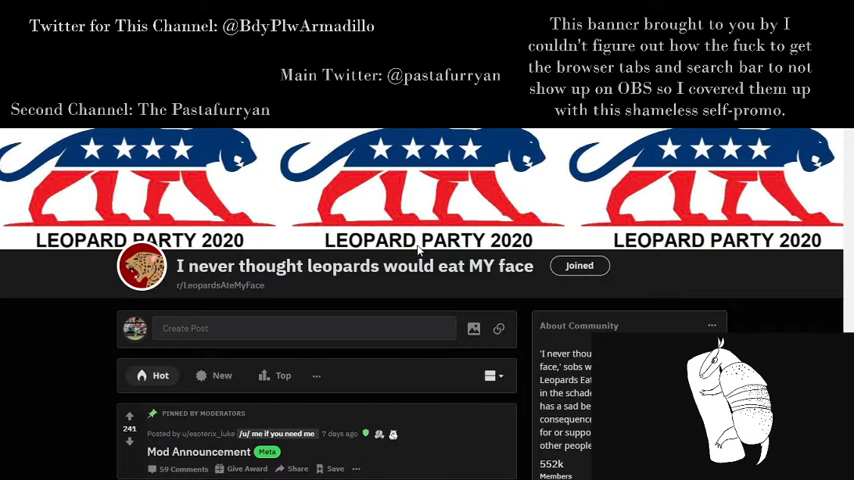 Twitter for This Channel: @BdyPlwArmadillo
Main Twitter: @pastafurryan
Second Channel: The Pastafurryan
This banner brought to you by I
couldn't figure out how the fuck to get
the browser tabs and search bar to not
show up on OBS so I covered them up
with this shameless self-promo.
LEOPARD PARTY 2020
LEOPARD PARTY 2020
LEOPARD PARTY 2020
I never thought leopards would eat MY face
Joined
r/LeopardsAteMyFace
Create Post
Hot
New
Top
PINNED BY MODERATORS
241
Posted by u/esoterix_luke /u/ me if you need me 7 days ago
Mod Announcement Meta
59 Comments Give Award Share Save
About Community
'I never thou
face,' sobs w
Leopards Eat
in the schade
has a sad be
consequence
for or suppo
other people
552k
Members